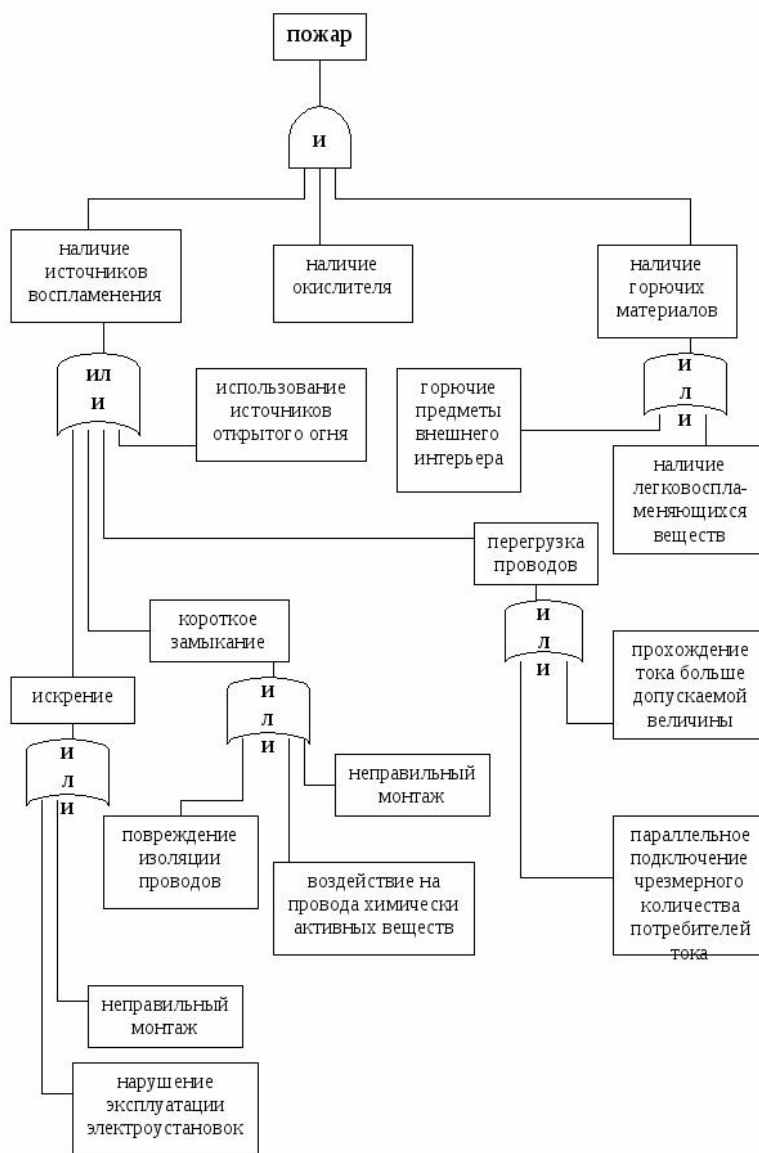 пожар
И
наличие
источников
воспламенения
наличие
окислителя
наличие
горючих
материалов
ИЛ
И
использование
источников
открытого огня
горючие
предметы
внешнего
интерьера
И
Л
И
наличие
легковоспла-
меняющихся
веществ
перегрузка
проводов
короткое
замыкание
И
Л
И
прохождение
тока больше
допускаемой
величины
искрение
И
Л
И
И
Л
И
неправильный
монтаж
повреждение
изоляции
проводов
воздействие на
провода химически
активных веществ
параллельное
подключение
чрезмерного
количества
потребителей
тока
неправильный
монтаж
нарушение
эксплуатации
электроустановок